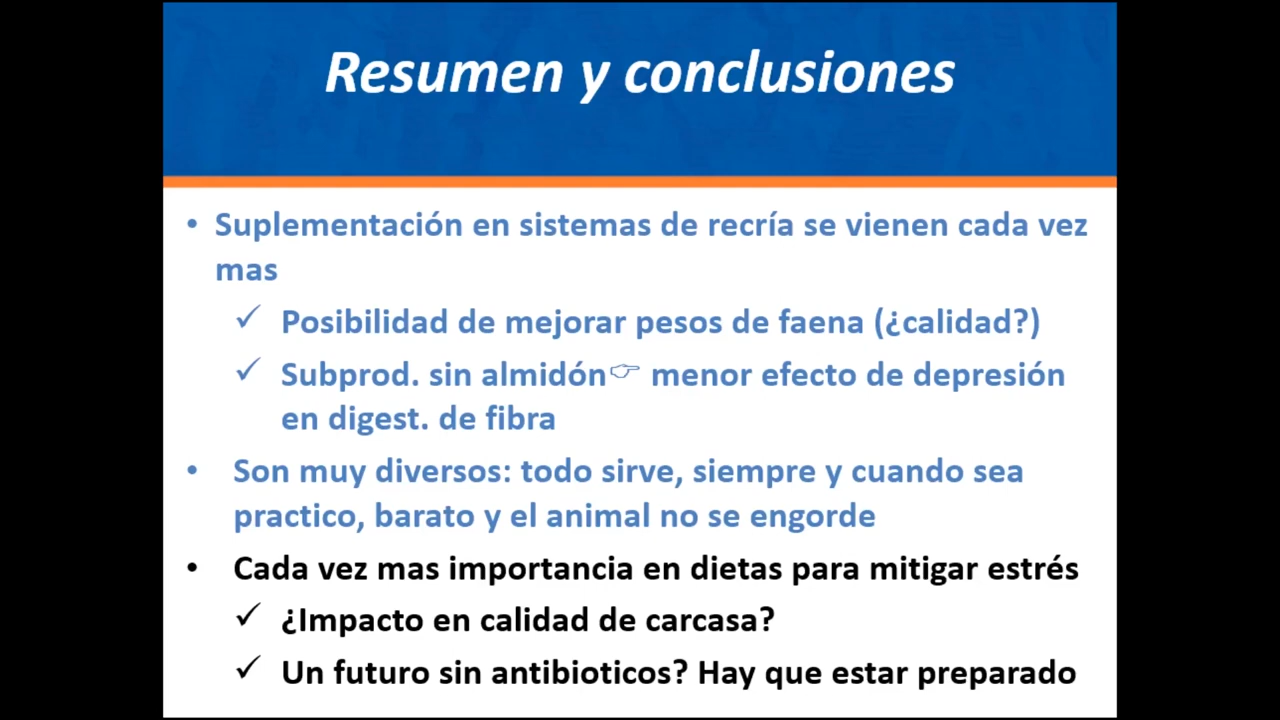 Resumen y conclusiones
• Suplementación en sistemas de recría se vienen cada vez
mas
✓ Posibilidad de mejorar pesos de faena (¿calidad?)
✓ Subprod. sin almidón☞ menor efecto de depresión
en digest. de fibra
• Son muy diversos: todo sirve, siempre y cuando sea
practico, barato y el animal no se engorde
• Cada vez mas importancia en dietas para mitigar estrés
✓ ¿Impacto en calidad de carcasa?
✓ Un futuro sin antibioticos? Hay que estar preparado